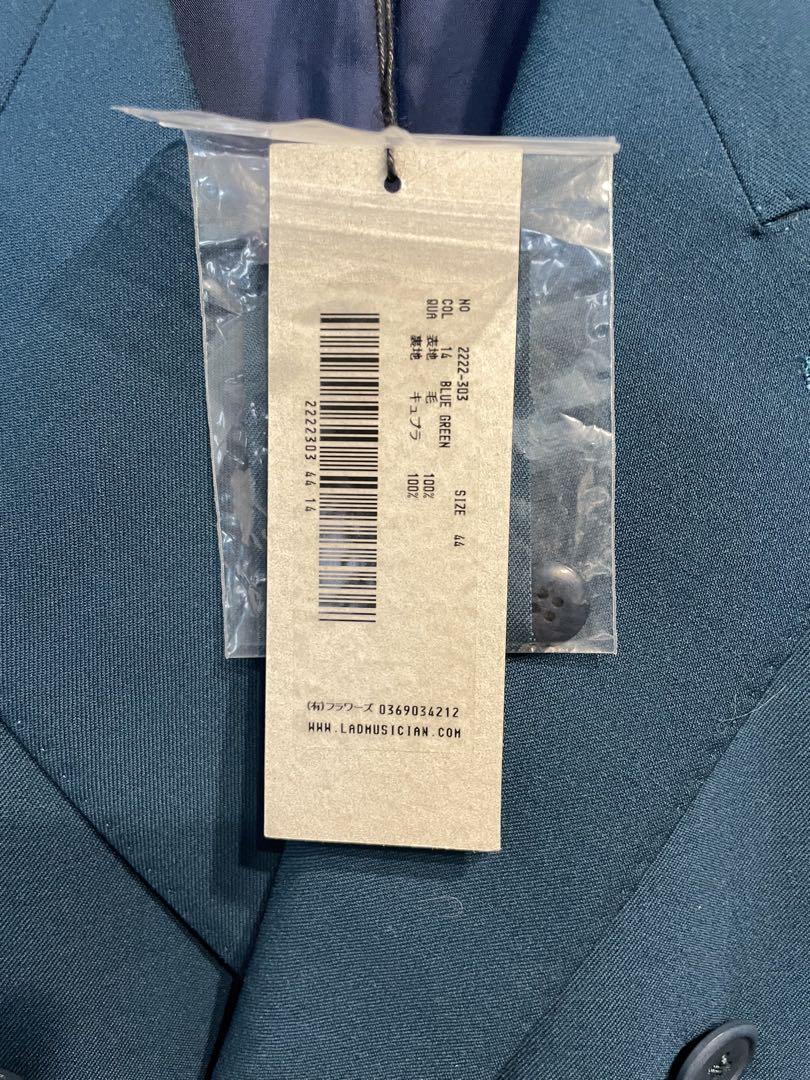 NO 2222-303 SIZE 44
COL 14 BLUE GREEN
QUA 表地 毛 100%
裏地 キュプラ 100%
2222303 44 14
(有)フラワーズ 0369034212
WWW.LADMUSICIAN.COM